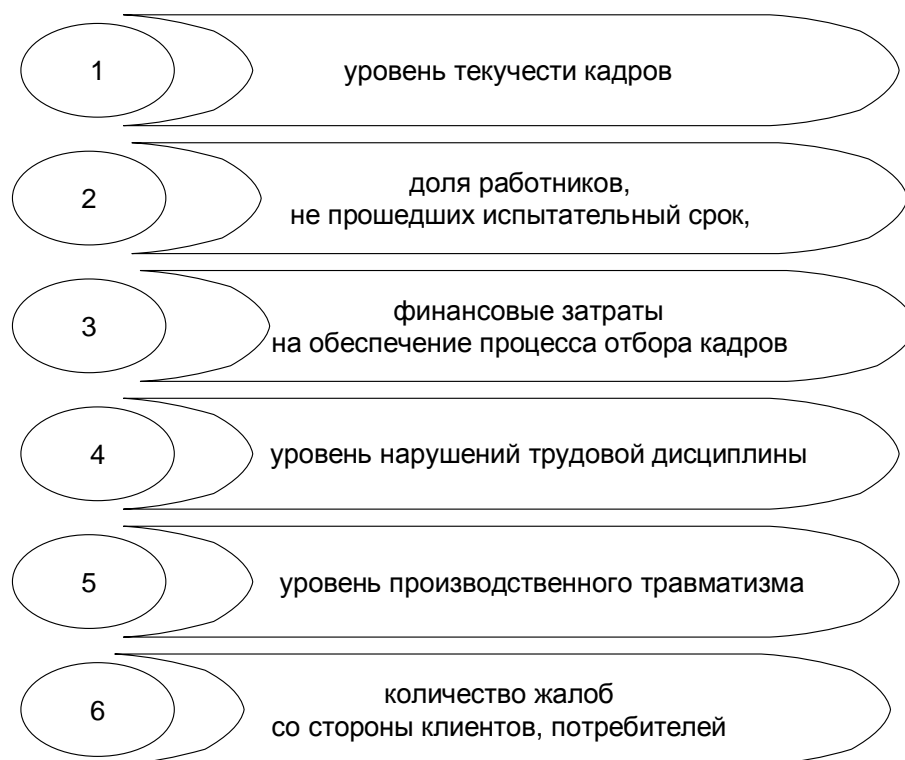 1
уровень текучести кадров
2
доля работников,
не прошедших испытательный срок,
3
финансовые затраты
на обеспечение процесса отбора кадров
4
уровень нарушений трудовой дисциплины
5
уровень производственного травматизма
6
количество жалоб
со стороны клиентов, потребителей